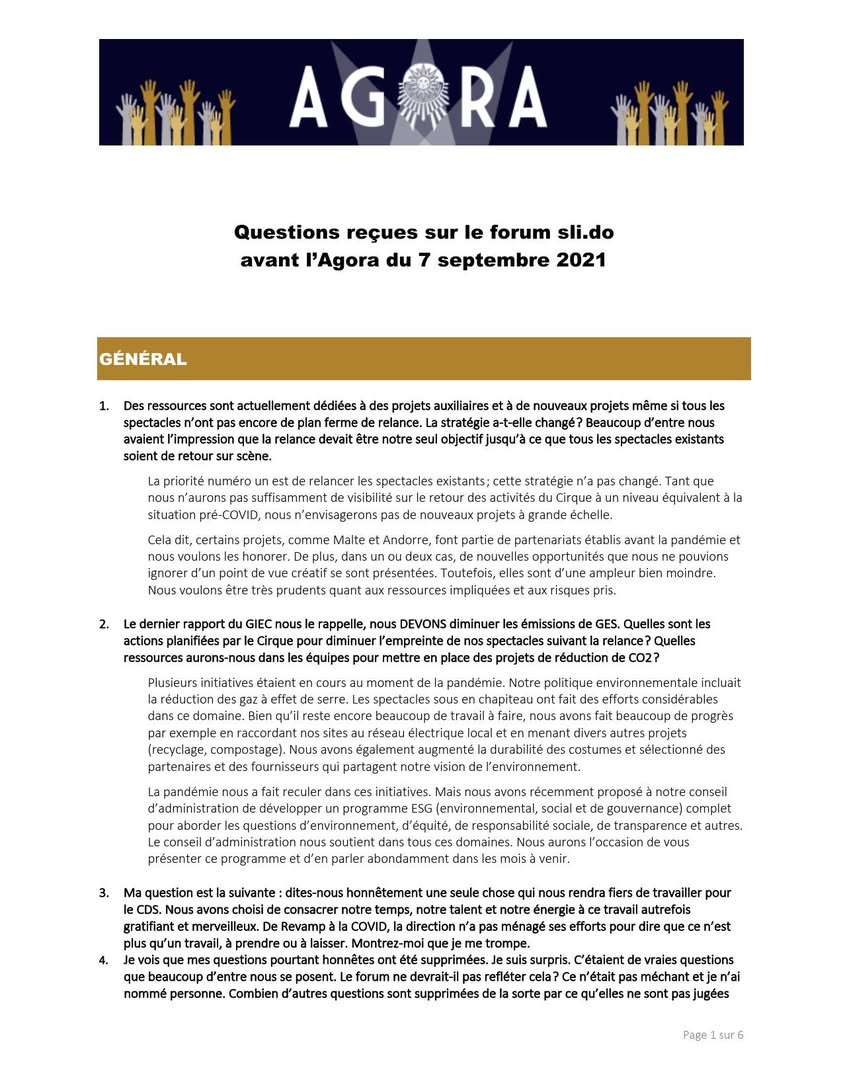 AGORA
Questions reçues sur le forum sli.do
avant l’Agora du 7 septembre 2021
GÉNÉRAL
1. Des ressources sont actuellement dédiées à des projets auxiliaires et à de nouveaux projets même si tous les
spectacles n’ont pas encore de plan ferme de relance. La stratégie a-t-elle changé ? Beaucoup d’entre nous
avaient l’impression que la relance devait être notre seul objectif jusqu’à ce que tous les spectacles existants
soient de retour sur scène.
La priorité numéro un est de relancer les spectacles existants ; cette stratégie n’a pas changé. Tant que
nous n’aurons pas suffisamment de visibilité sur le retour des activités du Cirque à un niveau équivalent à la
situation pré-COVID, nous n’envisagerons pas de nouveaux projets à grande échelle.
Cela dit, certains projets, comme Malte et Andorre, font partie de partenariats établis avant la pandémie et
nous voulons les honorer. De plus, dans un ou deux cas, de nouvelles opportunités que nous ne pouvions
ignorer d’un point de vue créatif se sont présentées. Toutefois, elles sont d’une ampleur bien moindre.
Nous voulons être très prudents quant aux ressources impliquées et aux risques pris.
2. Le dernier rapport du GIEC nous le rappelle, nous DEVONS diminuer les émissions de GES. Quelles sont les
actions planifiées par le Cirque pour diminuer l’empreinte de nos spectacles suivant la relance ? Quelles
ressources aurons-nous dans les équipes pour mettre en place des projets de réduction de CO2 ?
Plusieurs initiatives étaient en cours au moment de la pandémie. Notre politique environnementale incluait
la réduction des gaz à effet de serre. Les spectacles sous en chapiteau ont fait des efforts considérables
dans ce domaine. Bien qu’il reste encore beaucoup de travail à faire, nous avons fait beaucoup de progrès
par exemple en raccordant nos sites au réseau électrique local et en menant divers autres projets
(recyclage, compostage). Nous avons également augmenté la durabilité des costumes et sélectionné des
partenaires et des fournisseurs qui partagent notre vision de l’environnement.
La pandémie nous a fait reculer dans ces initiatives. Mais nous avons récemment proposé à notre conseil
d’administration de développer un programme ESG (environnemental, social et de gouvernance) complet
pour aborder les questions d’environnement, d’équité, de responsabilité sociale, de transparence et autres.
Le conseil d’administration nous soutient dans tous ces domaines. Nous aurons l’occasion de vous
présenter ce programme et d’en parler abondamment dans les mois à venir.
3. Ma question est la suivante : dites-nous honnêtement une seule chose qui nous rendra fiers de travailler pour
le CDS. Nous avons choisi de consacrer notre temps, notre talent et notre énergie à ce travail autrefois
gratifiant et merveilleux. De Revamp à la COVID, la direction n’a pas ménagé ses efforts pour dire que ce n’est
plus qu’un travail, à prendre ou à laisser. Montrez-moi que je me trompe.
4. Je vois que mes questions pourtant honnêtes ont été supprimées. Je suis surpris. C’étaient de vraies questions
que beaucoup d’entre nous se posent. Le forum ne devrait-il pas refléter cela ? Ce n’était pas méchant et je n’ai
nommé personne. Combien d’autres questions sont supprimées de la sorte par ce qu’elles ne sont pas jugées
Page 1 sur 6